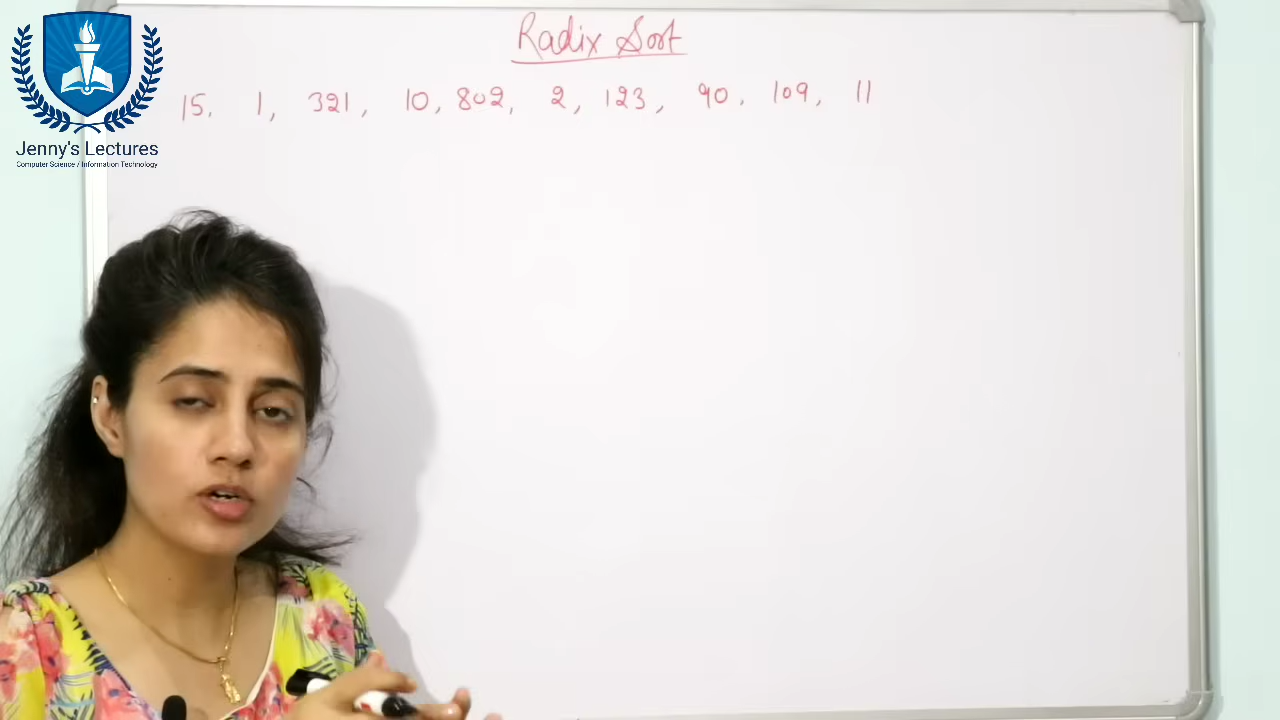 Radix Sort
15, 1, 321, 10, 802, 2, 123, 90, 109, 11
Jenny's Lectures
Computer Science / Information Technology